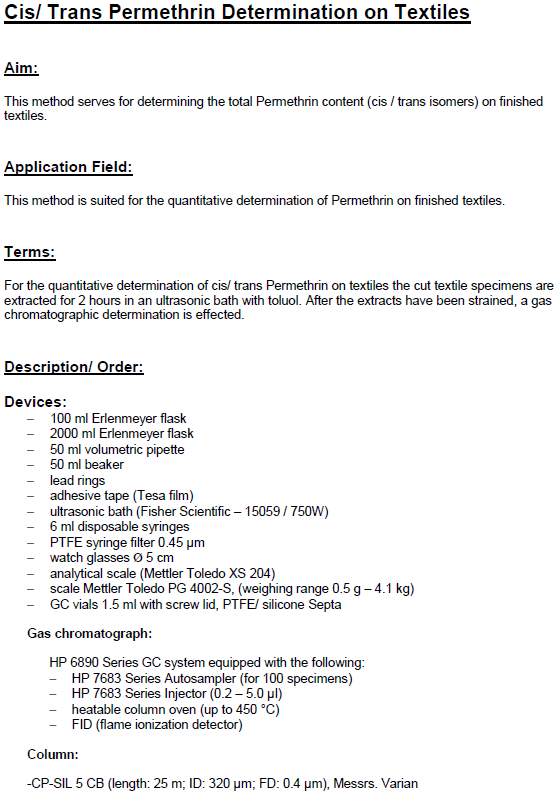 Cis/ Trans Permethrin Determination on Textiles
Aim:
This method serves for determining the total Permethrin content (cis / trans isomers) on finished
textiles.
Application Field:
This method is suited for the quantitative determination of Permethrin on finished textiles.
Terms:
For the quantitative determination of cis/ trans Permethrin on textiles the cut textile specimens are
extracted for 2 hours in an ultrasonic bath with toluol. After the extracts have been strained, a gas
chromatographic determination is effected.
Description/ Order:
Devices:
– 100 ml Erlenmeyer flask
– 2000 ml Erlenmeyer flask
– 50 ml volumetric pipette
– 50 ml beaker
– lead rings
– adhesive tape (Tesa film)
– ultrasonic bath (Fisher Scientific – 15059 / 750W)
– 6 ml disposable syringes
– PTFE syringe filter 0.45 µm
– watch glasses Ø 5 cm
– analytical scale (Mettler Toledo XS 204)
– scale Mettler Toledo PG 4002-S, (weighing range 0.5 g – 4.1 kg)
– GC vials 1.5 ml with screw lid, PTFE/ silicone Septa
Gas chromatograph:
HP 6890 Series GC system equipped with the following:
– HP 7683 Series Autosampler (for 100 specimens)
– HP 7683 Series Injector (0.2 – 5.0 µl)
– heatable column oven (up to 450 °C)
– FID (flame ionization detector)
Column:
-CP-SIL 5 CB (length: 25 m; ID: 320 µm; FD: 0.4 µm), Messrs. Varian